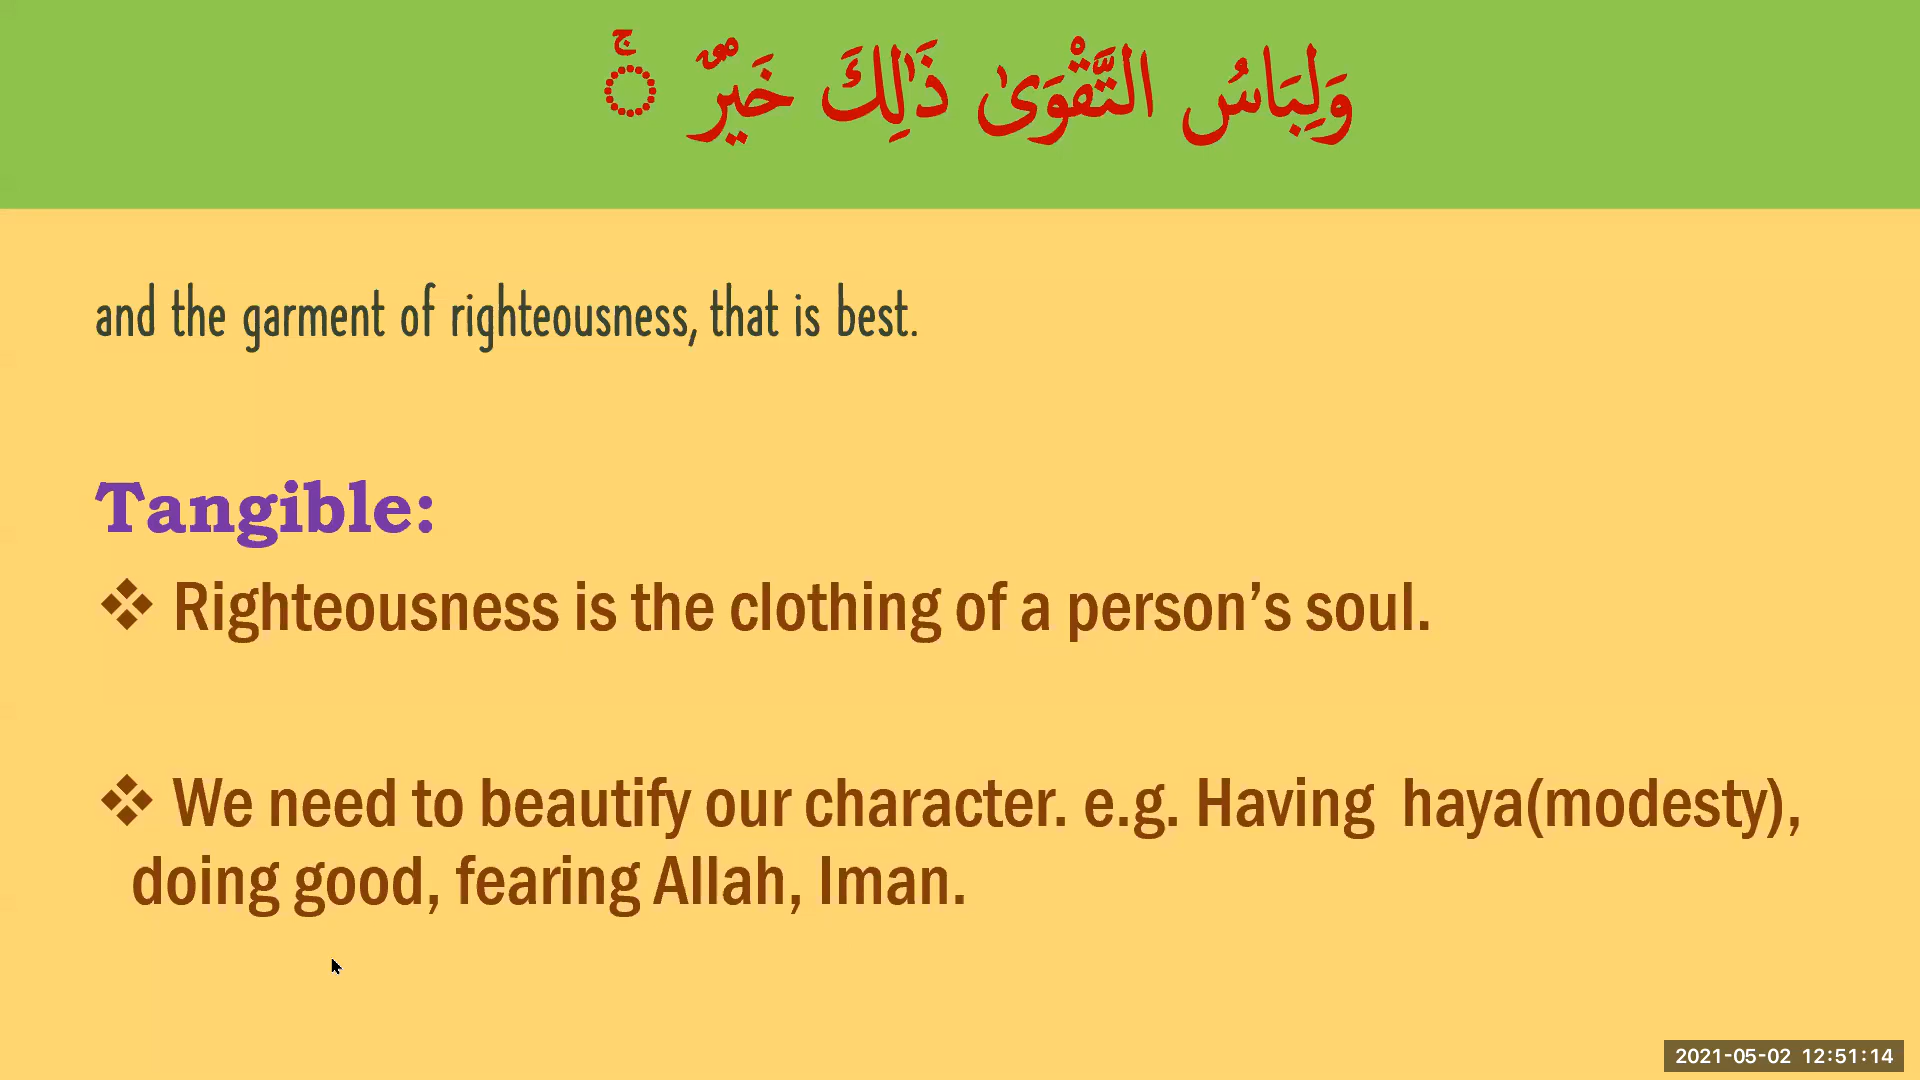 وَلِبَاسُ التَّقْوَىٰ ذَٰلِكَ خَيْرٌ ۚ
and the garment of righteousness, that is best.
Tangible:
❖ Righteousness is the clothing of a person’s soul.
❖ We need to beautify our character. e.g. Having  haya(modesty),
doing good, fearing Allah, Iman.
2021-05-02 12:51:14